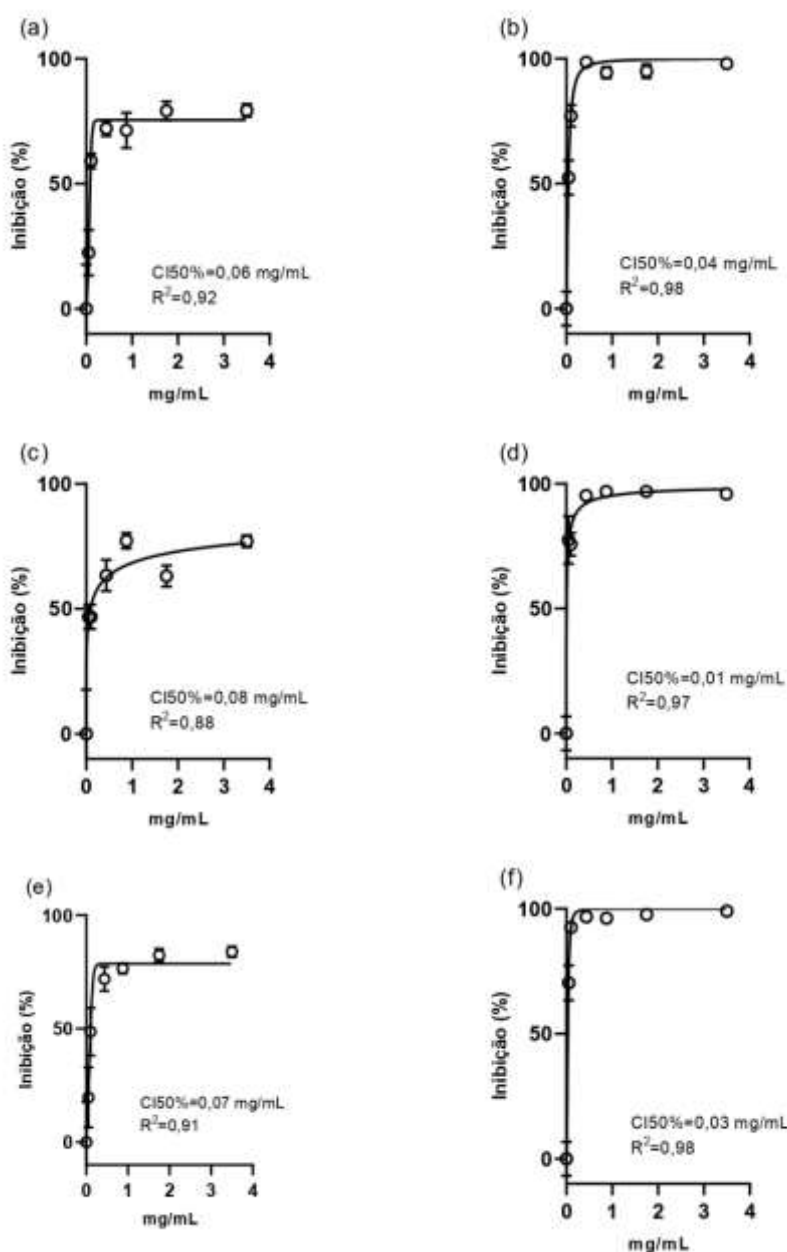 (a)
100
50
0
Inibição (%)
CI50%=0,06 mg/mL
R²=0,92
0 1 2 3 4
mg/mL
(b)
100
50
0
Inibição (%)
CI50%=0,04 mg/mL
R²=0,98
0 1 2 3 4
mg/mL
(c)
100
50
0
Inibição (%)
CI50%=0,08 mg/mL
R²=0,88
0 1 2 3 4
mg/mL
(d)
100
50
0
Inibição (%)
CI50%=0,01 mg/mL
R²=0,97
0 1 2 3 4
mg/mL
(e)
100
50
0
Inibição (%)
CI50%=0,07 mg/mL
R²=0,91
0 1 2 3 4
mg/mL
(f)
100
50
0
Inibição (%)
CI50%=0,03 mg/mL
R²=0,98
0 1 2 3 4
mg/mL